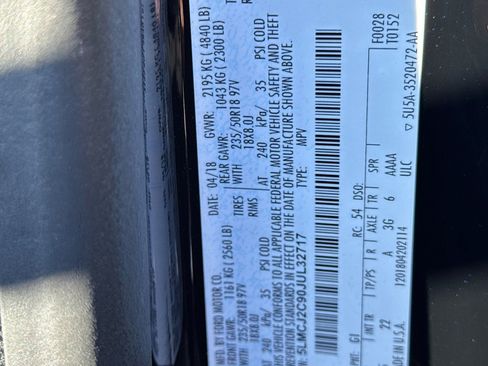 MFD. BY FORD MOTOR CO.
DATE: 04/18 GVWR: 2195 KG (4840 LB)
FRONT GAWR: 1161 KG (2560 LB) REAR GAWR: 1043 KG (2300 LB)
235/50R18 97V TIRES WITH 235/50R18 97V
18X8.0J RIMS 18X8.0J
AT 240 kPa/ 35 PSI COLD AT 240 kPa/ 35 PSI COLD
THIS VEHICLE CONFORMS TO ALL APPLICABLE FEDERAL MOTOR VEHICLE SAFETY AND THEFT
PREVENTION STANDARDS IN EFFECT ON THE DATE OF MANUFACTURE SHOWN ABOVE.
VIN: 5LMCJ2C90JUL32717 TYPE: MPV
F0028
T0152
EXT PNT: G1 RC: 54 DSO:
INT TR TP/PS R AXLE TR SPR
22 A 3G 6 AAAA
MADE IN U.S.A. ULC
1201804202114 5U5A-3520472-AA